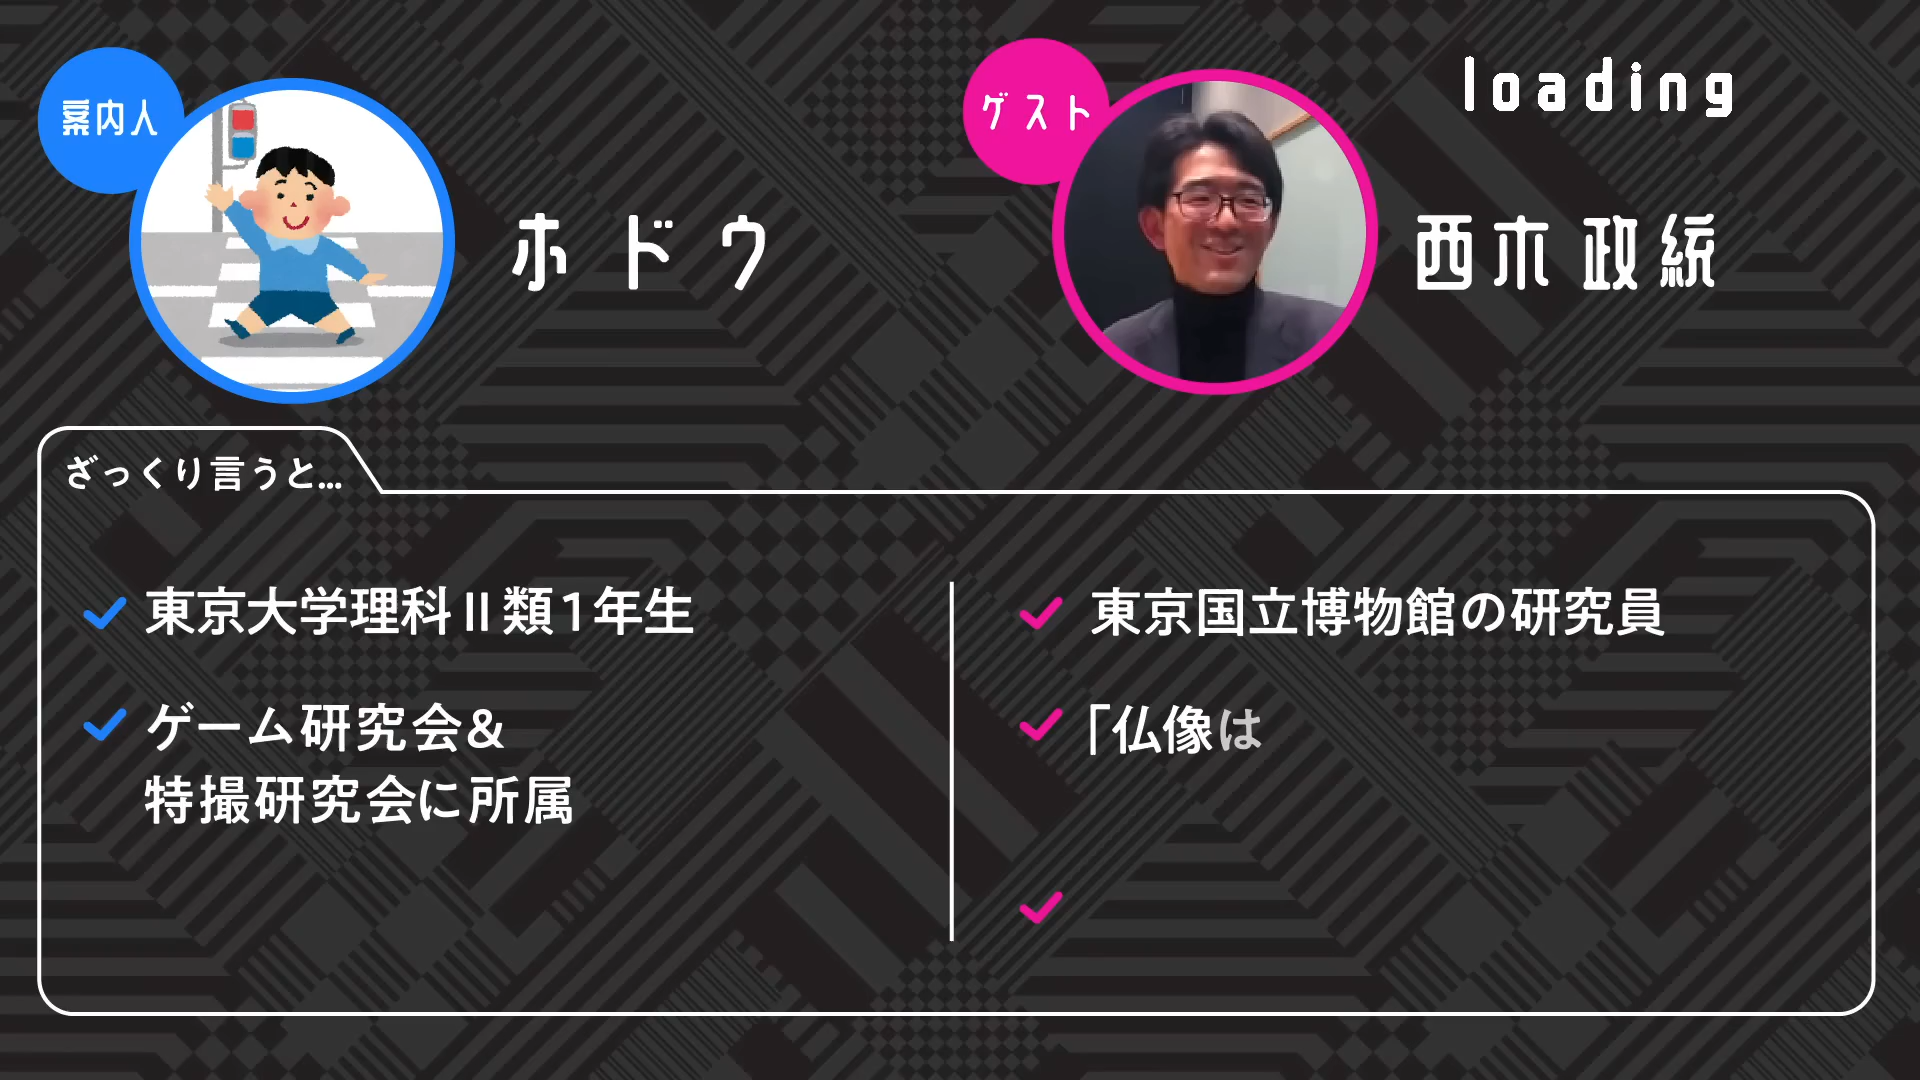 案内人
ホドウ
ゲスト
loading
西木政統
ざっくり言うと...
東京大学理科Ⅱ類1年生
ゲーム研究会&
特撮研究会に所属
東京国立博物館の研究員
「仏像は